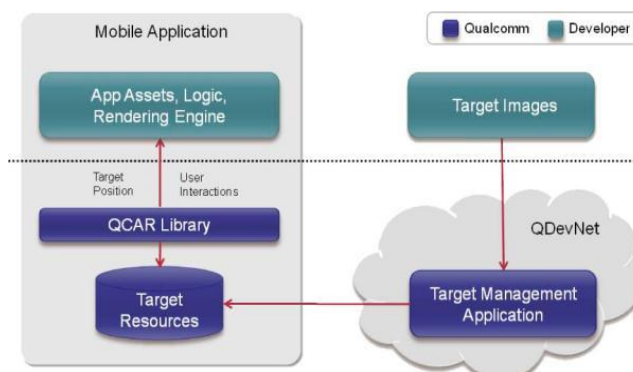 Qualcomm
Developer
Mobile Application
App Assets, Logic,
Rendering Engine
Target Images
Target
Position
User
Interactions
QCAR Library
Target
Resources
QDevNet
Target Management
Application